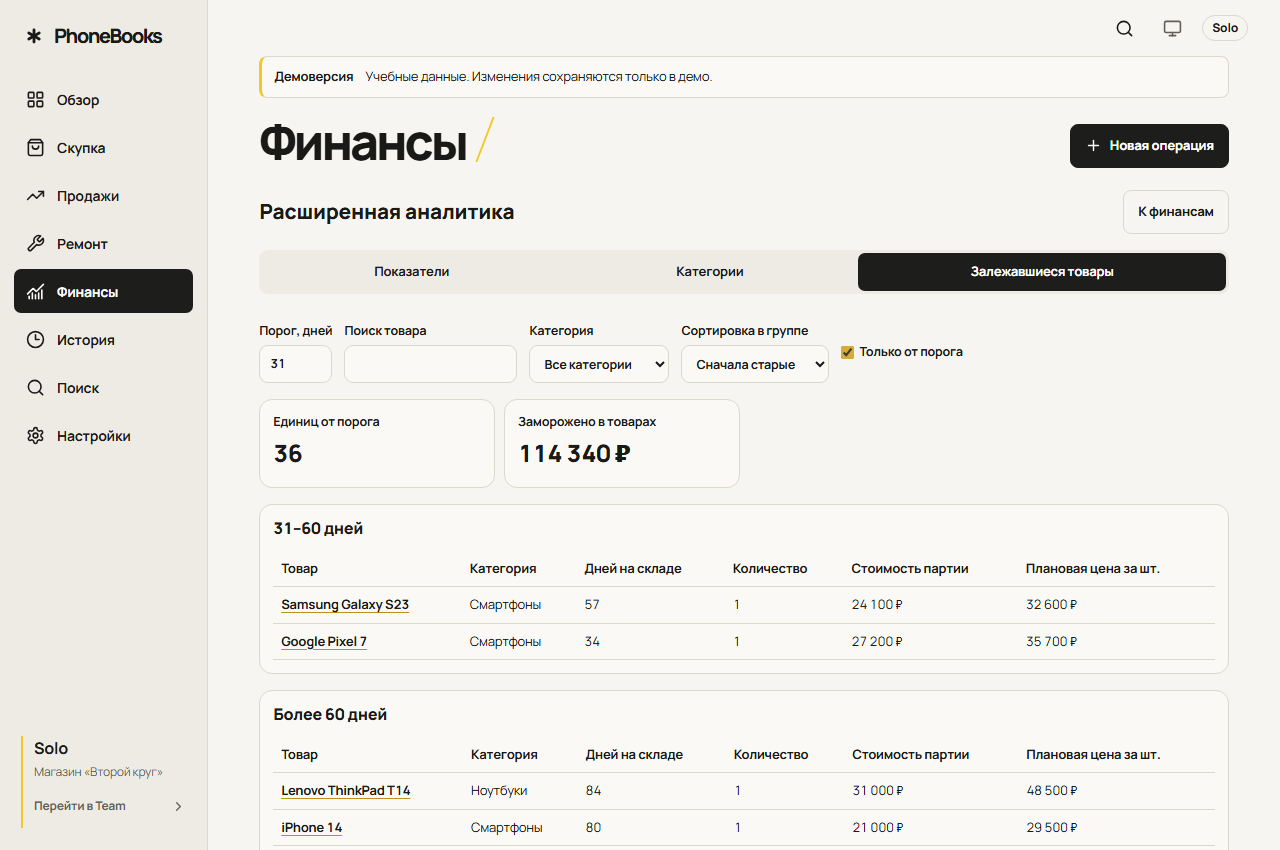 PhoneBooks
Solo
Обзор
Скупка
Продажи
Ремонт
Финансы
История
Поиск
Настройки
Solo
Магазин «Второй круг»
Перейти в Team
Демоверсия Учебные данные. Изменения сохраняются только в демо.
Финансы
Новая операция
Расширенная аналитика
К финансам
Показатели Категории Залежавшиеся товары
Порог, дней Поиск товара Категория Сортировка в группе
31 Все категории Сначала старые Только от порога
Единиц от порога Заморожено в товарах
36 114 340 ₽
31–60 дней
Товар Категория Дней на складе Количество Стоимость партии Плановая цена за шт.
Samsung Galaxy S23 Смартфоны 57 1 24 100 ₽ 32 600 ₽
Google Pixel 7 Смартфоны 34 1 27 200 ₽ 35 700 ₽
Более 60 дней
Товар Категория Дней на складе Количество Стоимость партии Плановая цена за шт.
Lenovo ThinkPad T14 Ноутбуки 84 1 31 000 ₽ 48 500 ₽
iPhone 14 Смартфоны 80 1 21 000 ₽ 29 500 ₽